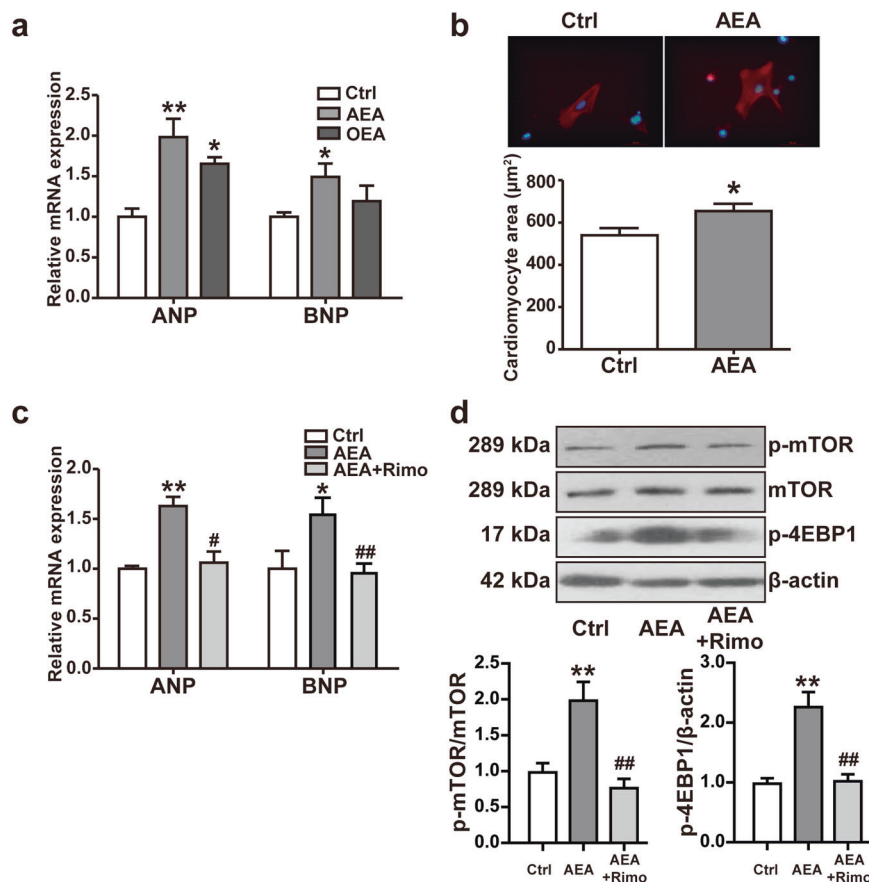 a
Relative mRNA expression
2.5
2.0
1.5
1.0
0.5
0.0
Ctrl
AEA
OEA
**
*
*
ANP
BNP
b
Ctrl
AEA
Cardiomyocyte area (µm²)
800
600
400
200
0
*
Ctrl
AEA
c
Relative mRNA expression
2.0
1.5
1.0
0.5
0.0
Ctrl
AEA
AEA+Rimo
**
#
*
##
ANP
BNP
d
289 kDa
p-mTOR
289 kDa
mTOR
17 kDa
p-4EBP1
42 kDa
β-actin
Ctrl
AEA
AEA
+Rimo
p-mTOR/mTOR
2.5
2.0
1.5
1.0
0.5
0.0
**
##
Ctrl
AEA
AEA
+Rimo
p-4EBP1/β-actin
3.0
2.0
1.0
0.0
**
##
Ctrl
AEA
AEA
+Rimo